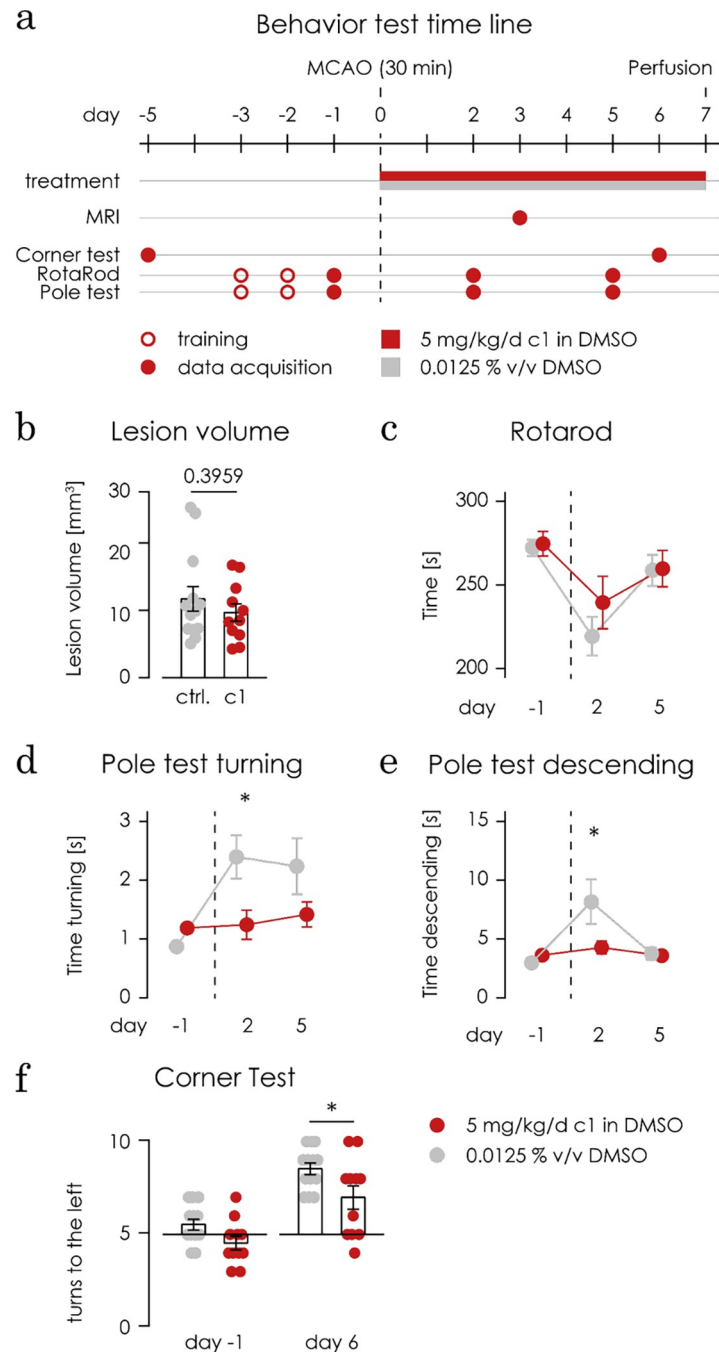 a Behavior test time line
MCAO (30 min) Perfusion
day -5 -3 -2 -1 0 2 3 4 5 6 7
treatment
MRI
Corner test
RotaRod
Pole test
training 5 mg/kg/d c1 in DMSO
data acquisition 0.0125 % v/v DMSO
b Lesion volume
0.3959
Lesion volume [mm³]
30
20
10
0
ctrl. c1
c Rotarod
Time [s]
300
250
200
day -1 2 5
d Pole test turning
*
Time turning [s]
3
2
1
0
day -1 2 5
e Pole test descending
*
Time descending [s]
15
10
5
0
day -1 2 5
f Corner Test
*
turns to the left
10
5
0
day -1 day 6
5 mg/kg/d c1 in DMSO
0.0125 % v/v DMSO